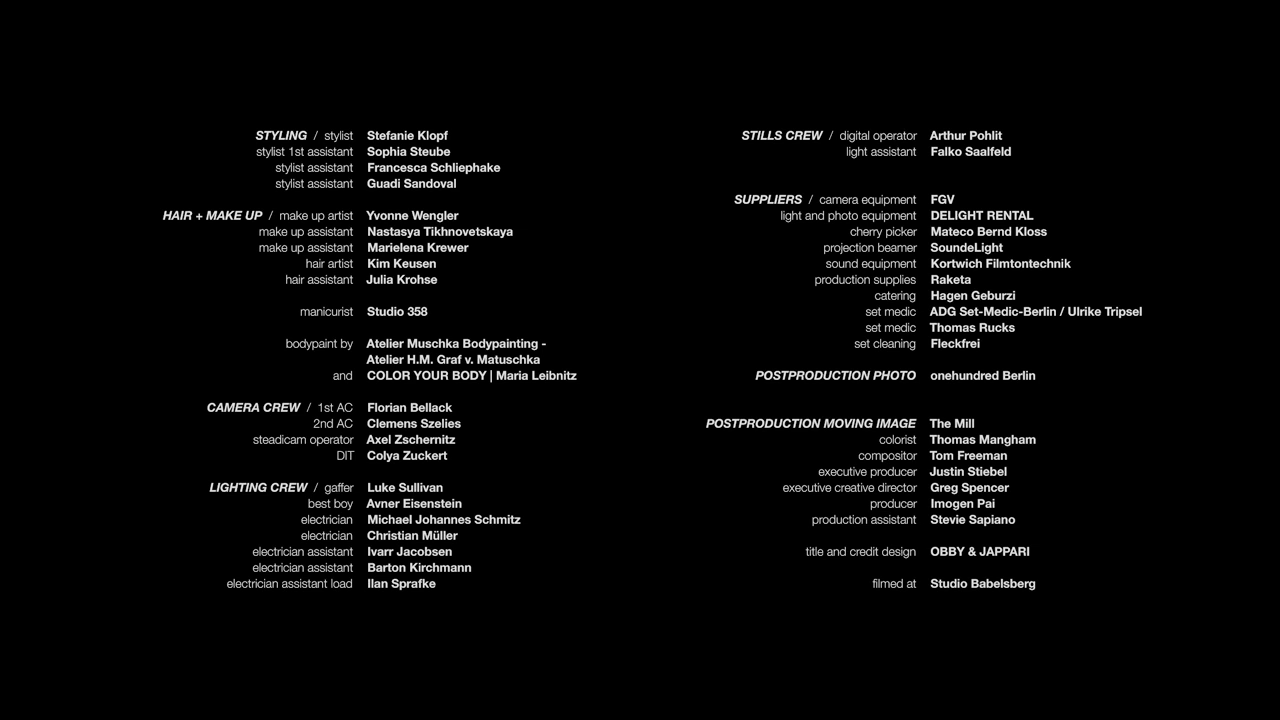 STYLING / stylist Stefanie Klopf
stylist 1st assistant Sophia Steube
stylist assistant Francesca Schliephake
stylist assistant Guadi Sandoval
HAIR + MAKE UP / make up artist Yvonne Wengler
make up assistant Nastasya Tikhnovetskaya
make up assistant Marielena Krewer
hair artist Kim Keusen
hair assistant Julia Krohse
manicurist Studio 358
bodypaint by Atelier Muschka Bodypainting -
Atelier H.M. Graf v. Matuschka
and COLOR YOUR BODY | Maria Leibnitz
CAMERA CREW / 1st AC Florian Bellack
2nd AC Clemens Szelies
steadicam operator Axel Zschernitz
DIT Colya Zuckert
LIGHTING CREW / gaffer Luke Sullivan
best boy Avner Eisenstein
electrician Michael Johannes Schmitz
electrician Christian Müller
electrician assistant Ivarr Jacobsen
electrician assistant Barton Kirchmann
electrician assistant load Ilan Sprafke
STILLS CREW / digital operator Arthur Pohlit
light assistant Falko Saalfeld
SUPPLIERS / camera equipment FGV
light and photo equipment DELIGHT RENTAL
cherry picker Mateco Bernd Kloss
projection beamer SoundeLight
sound equipment Kortwich Filmtontechnik
production supplies Raketa
catering Hagen Geburzi
set medic ADG Set-Medic-Berlin / Ulrike Tripsel
set medic Thomas Rucks
set cleaning Fleckfrei
POSTPRODUCTION PHOTO onehundred Berlin
POSTPRODUCTION MOVING IMAGE The Mill
colorist Thomas Mangham
compositor Tom Freeman
executive producer Justin Stiebel
executive creative director Greg Spencer
producer Imogen Pai
production assistant Stevie Sapiano
title and credit design OBBY & JAPPARI
filmed at Studio Babelsberg